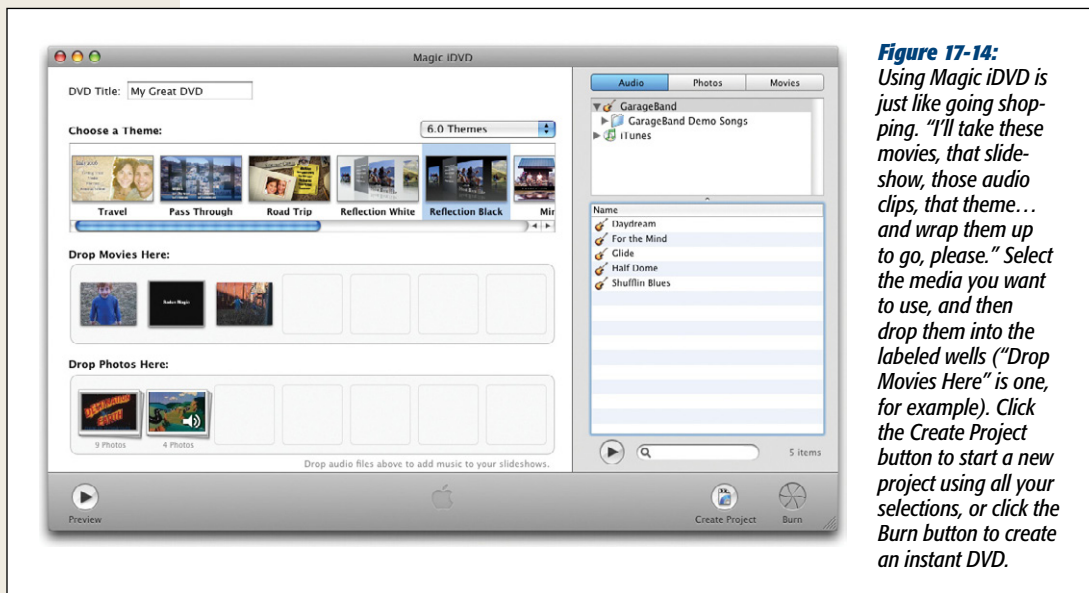 Magic iDVD
DVD Title: My Great DVD
Choose a Theme:
6.0 Themes
Travel
Pass Through
Road Trip
Reflection White
Reflection Black
Mir
Drop Movies Here:
Drop Photos Here:
9 Photos
4 Photos
Drop audio files above to add music to your slideshows.
Preview
Audio
Photos
Movies
GarageBand
GarageBand Demo Songs
iTunes
Name
Daydream
For the Mind
Glide
Half Dome
Shufflin Blues
5 items
Create Project
Burn
Figure 17-14:
Using Magic iDVD is
just like going shop-
ping. “I’ll take these
movies, that slide-
show, those audio
clips, that theme…
and wrap them up
to go, please.” Select
the media you want
to use, and then
drop them into the
labeled wells (“Drop
Movies Here” is one,
for example). Click
the Create Project
button to start a new
project using all your
selections, or click the
Burn button to create
an instant DVD.